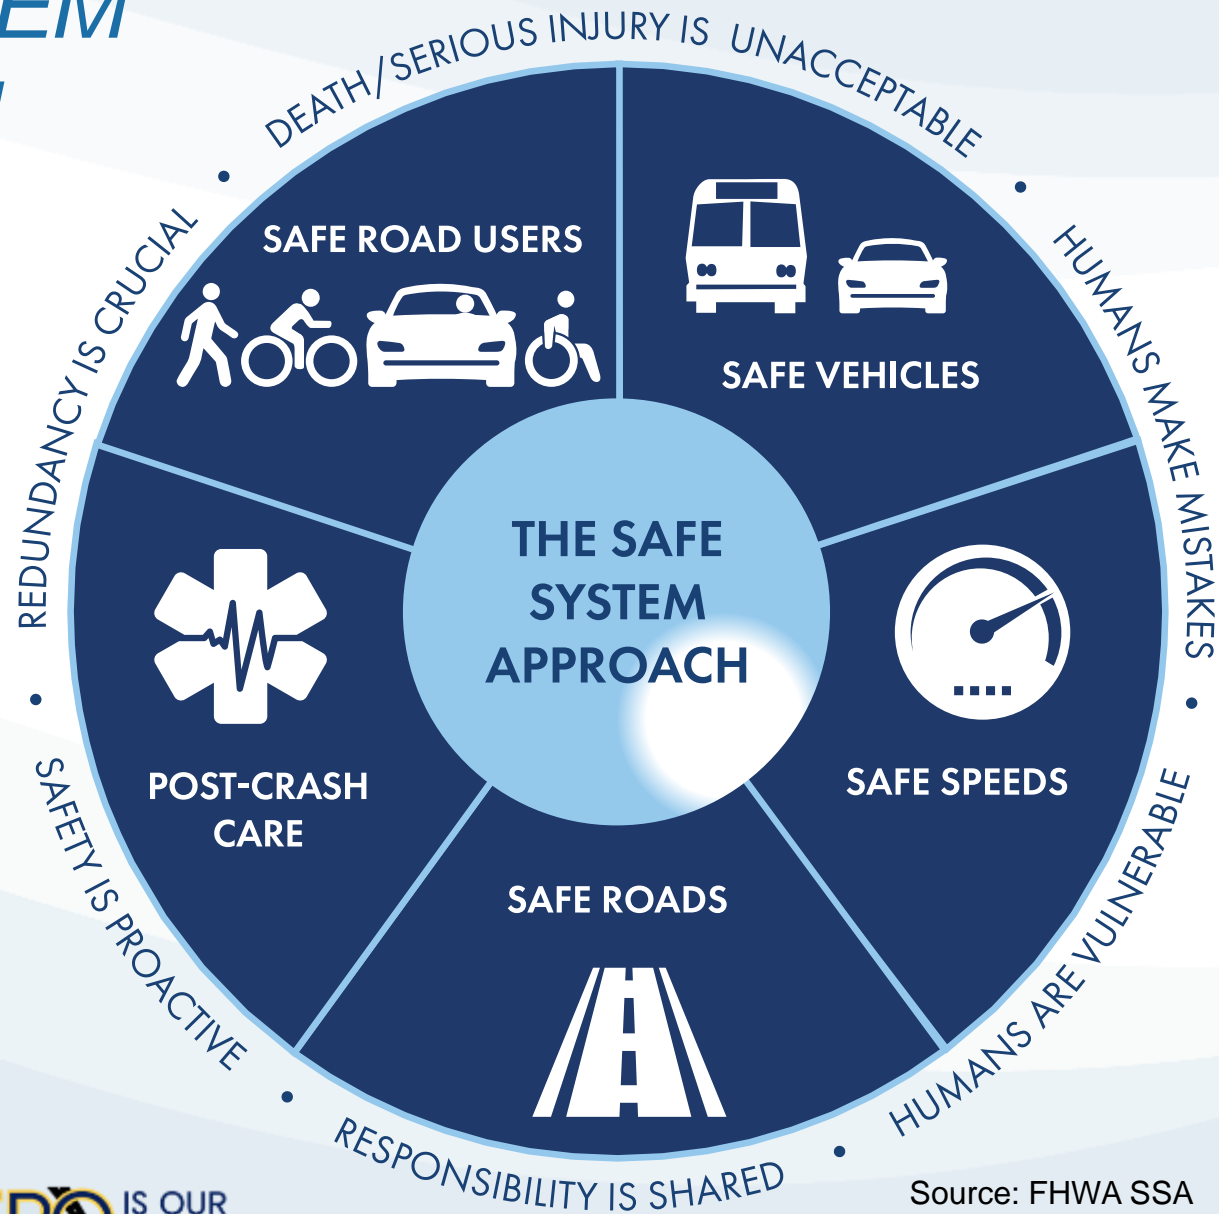 DEATH/SERIOUS INJURY IS UNACCEPTABLE
•
HUMANS MAKE MISTAKES
•
HUMANS ARE VULNERABLE
•
RESPONSIBILITY IS SHARED
•
SAFETY IS PROACTIVE
•
REDUNDANCY IS CRUCIAL
•
SAFE ROAD USERS
SAFE VEHICLES
THE SAFE
SYSTEM
APPROACH
SAFE SPEEDS
POST-CRASH
CARE
SAFE ROADS
IS OUR
Source: FHWA SSA